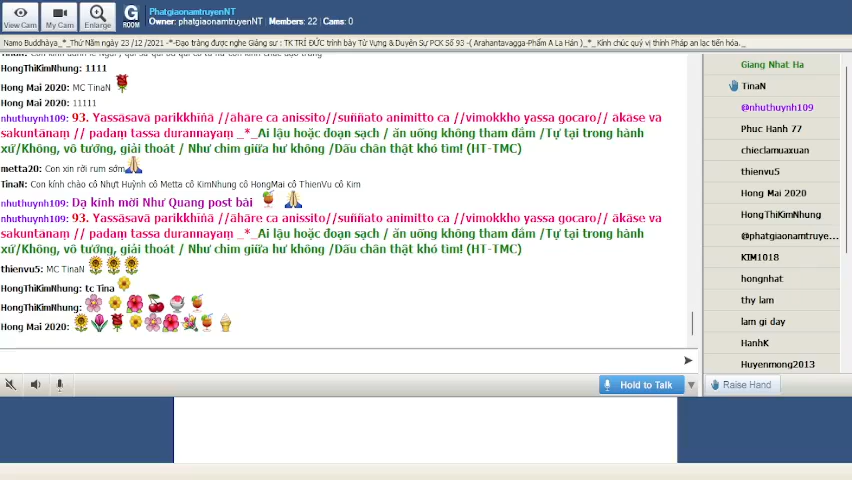 View Cam
My Cam
Enlarge
G
ROOM
PhatgiaonamtruyenNT
Owner: phatgiaonamtruyenNT | Members: 22 | Cams: 0
Namo Buddhàya_*_Thứ Năm ngày 23 /12 /2021 -*-Đạo tràng được nghe Giảng sư : TK TRÍ ĐỨC trình bày Từ Vựng & Duyên Sự PCK Số 93 -( Arahantavagga-Phẩm A La Hán )_*_Kính chúc quý vị thính Pháp an lạc tiến hóa._
HongThiKimNhung: 1111
Hong Mai 2020: MC TinaN
Hong Mai 2020: 11111
nhuthuynh109: 93. Yassāsavā parikkhīṇā //āhāre ca anissito//suññato animitto ca //vimokkho yassa gocaro// ākāse va
sakuntānaṃ // padaṃ tassa durannayaṃ _*_Ai lậu hoặc đoạn sạch / ăn uống không tham đắm /Tự tại trong hành
xứ/Không, vô tướng, giải thoát / Như chim giữa hư không /Dấu chân thật khó tìm! (HT-TMC)
metta20: Con xin rời rum sớm
TinaN: Con kính chào cô Nhựt Huỳnh cô Metta cô KimNhung cô HongMai cô ThienVu cô Kim
nhuthuynh109: Dạ kính mời Như Quang post bài
nhuthuynh109: 93. Yassāsavā parikkhīṇā //āhāre ca anissito//suññato animitto ca //vimokkho yassa gocaro// ākāse va
sakuntānaṃ // padaṃ tassa durannayaṃ _*_Ai lậu hoặc đoạn sạch / ăn uống không tham đắm /Tự tại trong hành
xứ/Không, vô tướng, giải thoát / Như chim giữa hư không /Dấu chân thật khó tìm! (HT-TMC)
thienvu5: MC TinaN
HongThiKimNhung: tc Tina
HongThiKimNhung:
Hong Mai 2020:
Giang Nhat Ha
TinaN
@nhuthuynh109
Phuc Hanh 77
chieclamuaxuan
thienvu5
Hong Mai 2020
HongThiKimNhung
@phatgiaonamtruye...
KIM1018
hongnhat
thy lam
lam gi day
HanhK
Huyenmong2013
Hold to Talk
Raise Hand